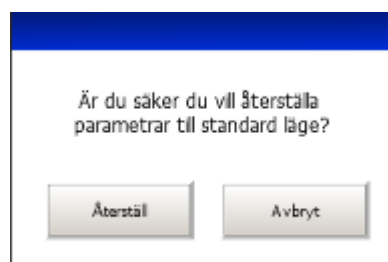 Är du säker du vill återställa
parametrar till standard läge?
Återställ
Avbryt